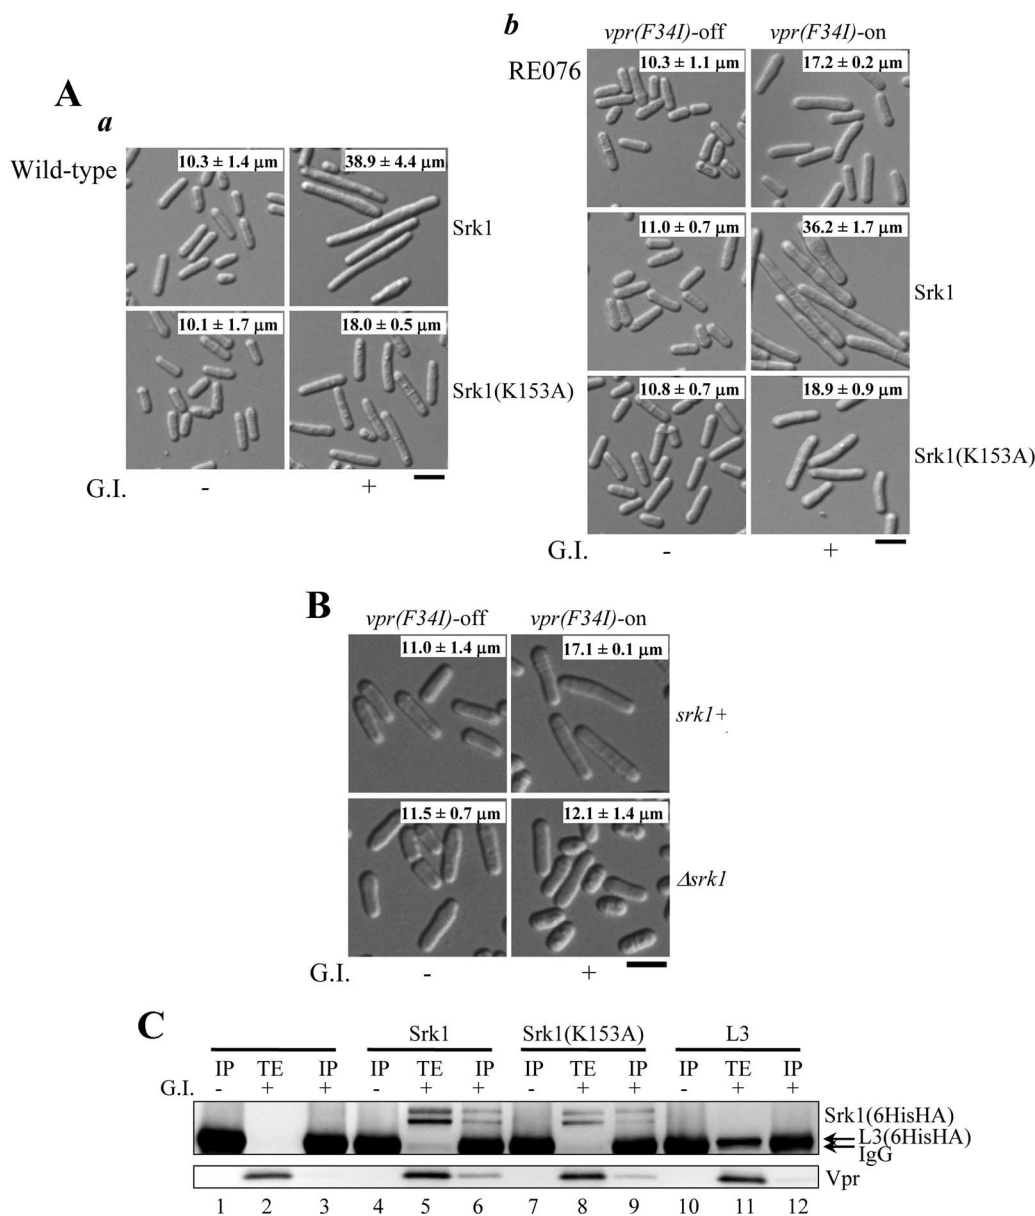 A
a
Wild-type
10.3 ± 1.4 μm
38.9 ± 4.4 μm
Srk1
10.1 ± 1.7 μm
18.0 ± 0.5 μm
Srk1(K153A)
G.I. - +
b
vpr(F34I)-off vpr(F34I)-on
RE076
10.3 ± 1.1 μm
17.2 ± 0.2 μm
11.0 ± 0.7 μm
36.2 ± 1.7 μm
Srk1
10.8 ± 0.7 μm
18.9 ± 0.9 μm
Srk1(K153A)
G.I. - +
B
vpr(F34I)-off vpr(F34I)-on
11.0 ± 1.4 μm
17.1 ± 0.1 μm
srk1+
11.5 ± 0.7 μm
12.1 ± 1.4 μm
Δsrk1
G.I. - +
C
Srk1 Srk1(K153A) L3
IP TE IP IP TE IP IP TE IP IP TE IP
G.I. - + + - + + - + + - + +
Srk1(6HisHA)
L3(6HisHA)
IgG
Vpr
1 2 3 4 5 6 7 8 9 10 11 12